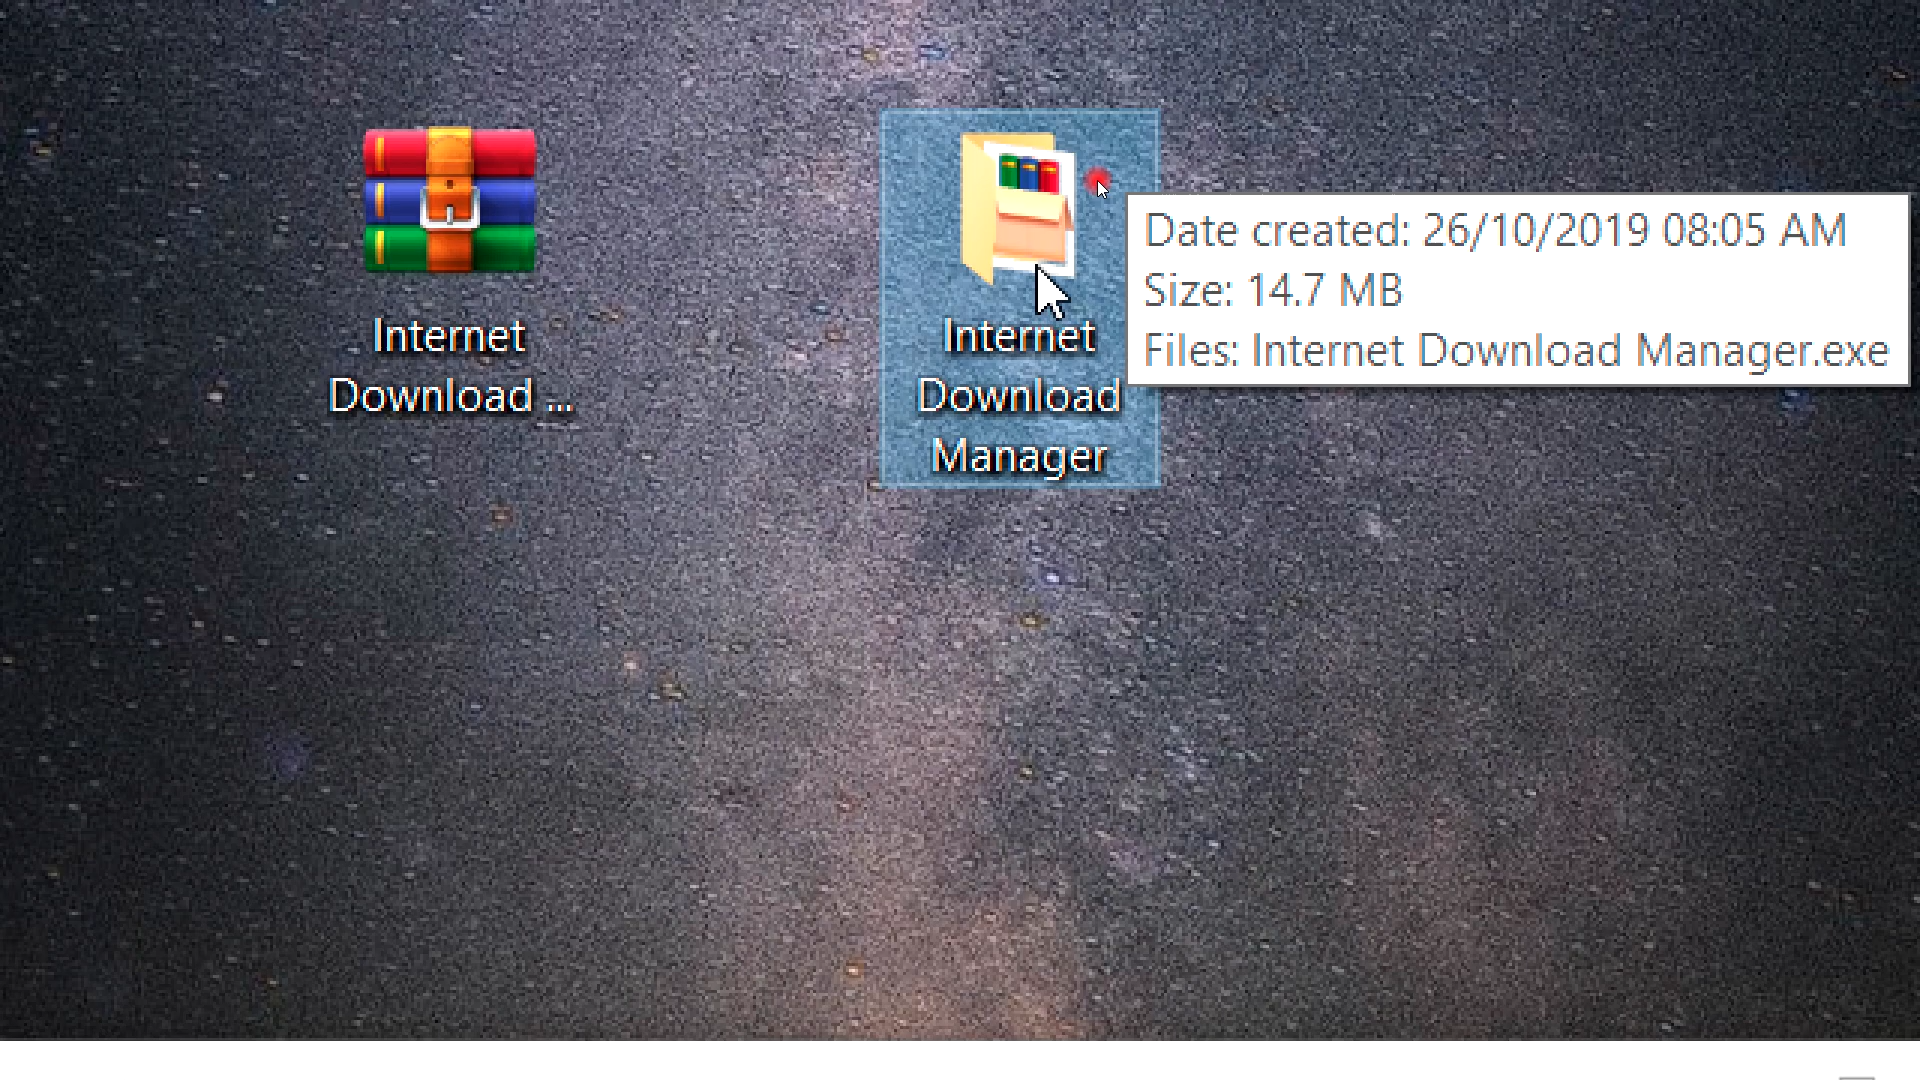 Internet
Download ...
Internet
Download
Manager
Date created: 26/10/2019 08:05 AM
Size: 14.7 MB
Files: Internet Download Manager.exe